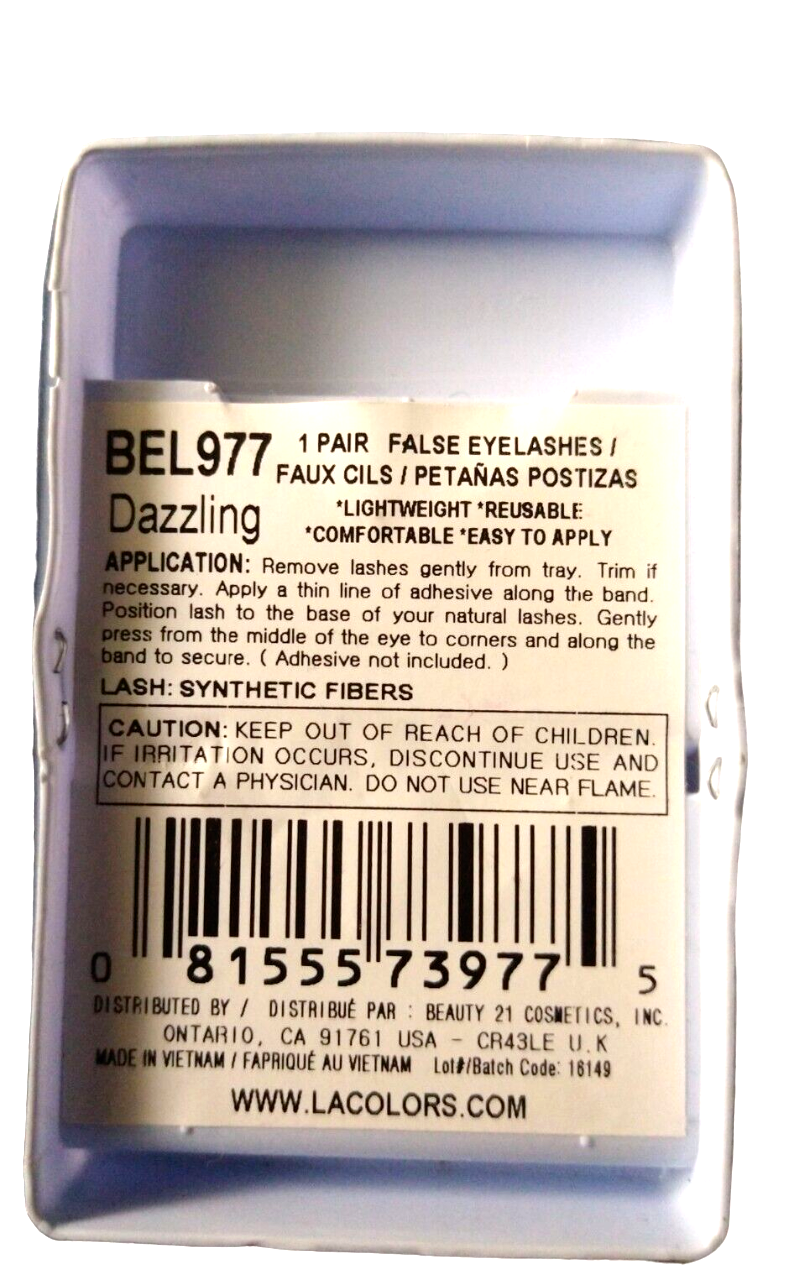 BEL977
1 PAIR FALSE EYELASHES /
FAUX CILS / PETAÑAS POSTIZAS
Dazzling
*LIGHTWEIGHT *REUSABLE
*COMFORTABLE *EASY TO APPLY
APPLICATION: Remove lashes gently from tray. Trim if
necessary. Apply a thin line of adhesive along the band.
Position lash to the base of your natural lashes. Gently
press from the middle of the eye to corners and along the
band to secure. ( Adhesive not included. )
LASH: SYNTHETIC FIBERS
CAUTION: KEEP OUT OF REACH OF CHILDREN.
IF IRRITATION OCCURS, DISCONTINUE USE AND
CONTACT A PHYSICIAN. DO NOT USE NEAR FLAME.
0 81555 73977 5
DISTRIBUTED BY / DISTRIBUÉ PAR : BEAUTY 21 COSMETICS, INC.
ONTARIO, CA 91761 USA - CR43LE U.K
MADE IN VIETNAM / FAPRIQUÉ AU VIETNAM Lot#/Batch Code: 16149
WWW.LACOLORS.COM